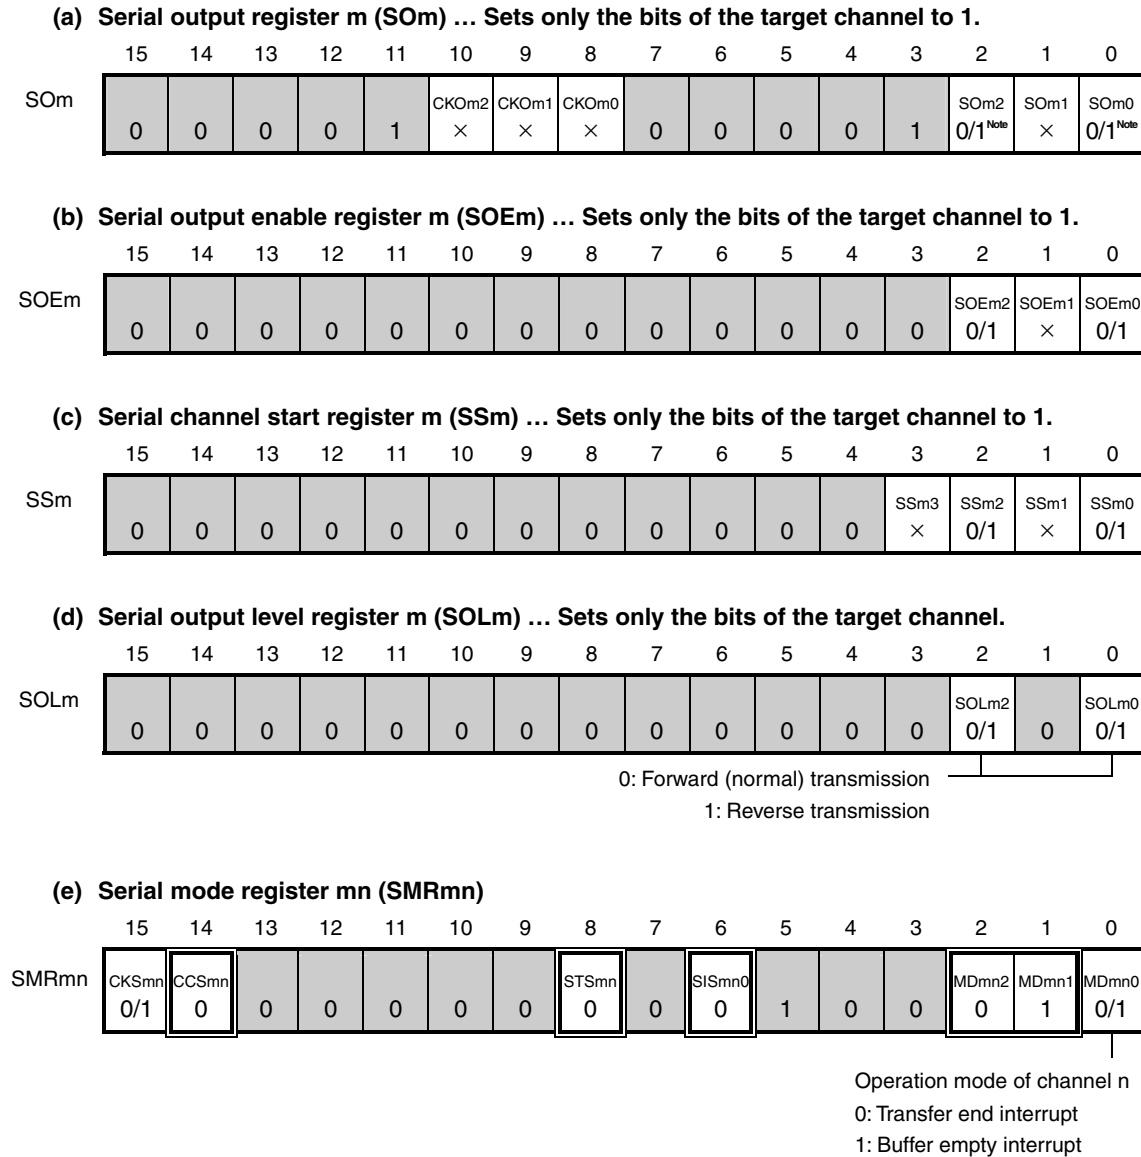 (a) Serial output register m (SOm) … Sets only the bits of the target channel to 1.
15 14 13 12 11 10 9 8 7 6 5 4 3 2 1 0
SOm
CKOm2 CKOm1 CKOm0 SOm2 SOm1 SOm0
0 0 0 0 1 × × × 0 0 0 0 1 0/1Note × 0/1Note
(b) Serial output enable register m (SOEm) … Sets only the bits of the target channel to 1.
15 14 13 12 11 10 9 8 7 6 5 4 3 2 1 0
SOEm
SOEm2 SOEm1 SOEm0
0 0 0 0 0 0 0 0 0 0 0 0 0 0/1 × 0/1
(c) Serial channel start register m (SSm) … Sets only the bits of the target channel to 1.
15 14 13 12 11 10 9 8 7 6 5 4 3 2 1 0
SSm
SSm3 SSm2 SSm1 SSm0
0 0 0 0 0 0 0 0 0 0 0 0 × 0/1 × 0/1
(d) Serial output level register m (SOLm) … Sets only the bits of the target channel.
15 14 13 12 11 10 9 8 7 6 5 4 3 2 1 0
SOLm
SOLm2 SOLm0
0 0 0 0 0 0 0 0 0 0 0 0 0 0/1 0 0/1
0: Forward (normal) transmission
1: Reverse transmission
(e) Serial mode register mn (SMRmn)
15 14 13 12 11 10 9 8 7 6 5 4 3 2 1 0
SMRmn
CKSmn CCSmn STSmn SISmn0 MDmn2 MDmn1 MDmn0
0/1 0 0 0 0 0 0 0 0 0 1 0 0 0 1 0/1
Operation mode of channel n
0: Transfer end interrupt
1: Buffer empty interrupt